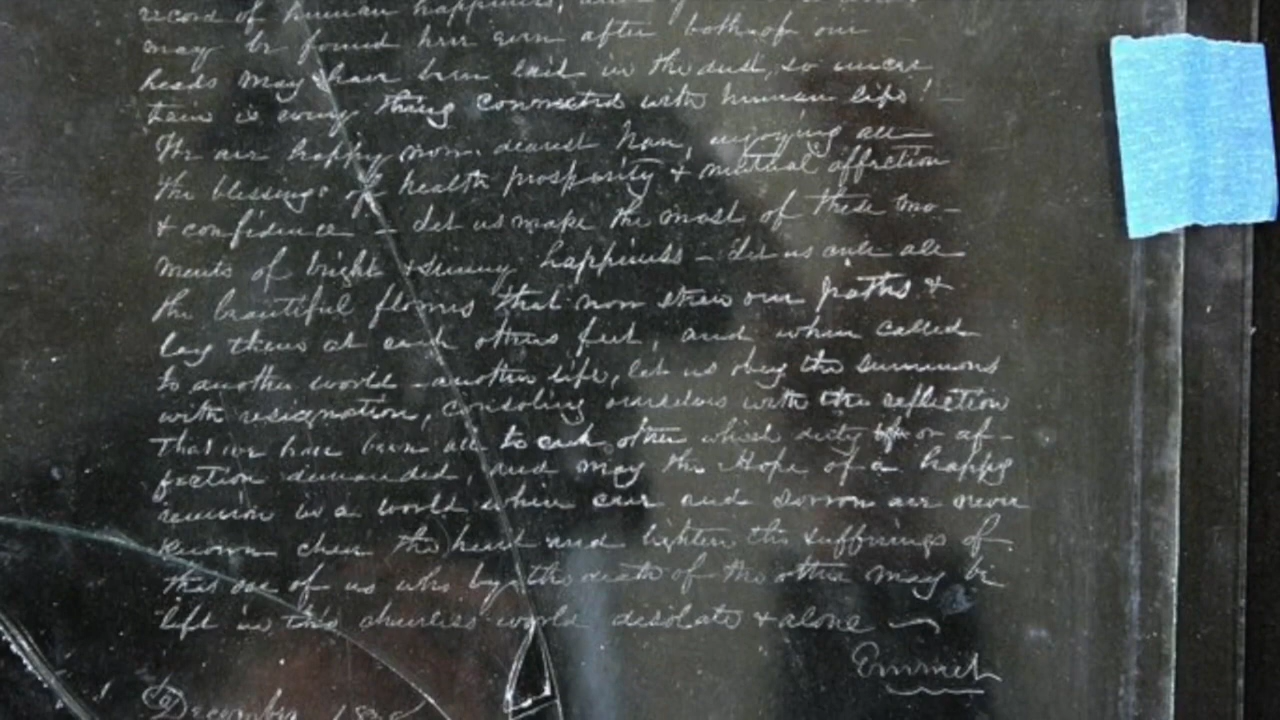 record of human happiness,
may be found here even after both of our
heads may have been laid in the dust, so uncer
tain is every thing connected with human life!
We are happy now, dearest Nan, enjoying all
the blessings of health prosperity & mutual affection
& confidence – Let us make the most of these mo-
ments of bright & sunny happiness – Let us cull all
the beautiful flowers that now strew our paths &
lay them at each others feet, and when called
to another world – another life, let us obey the summons
with resignation, consoling ourselves with the reflection
that we have been all to each other which duty or af-
fection demanded, and may the Hope of a happy
reunion in a world where care and sorrow are never
known cheer the heart and lighten the sufferings of
that one of us who by the death of the other may be
left in this cheerless world desolate & alone
Emmet
December